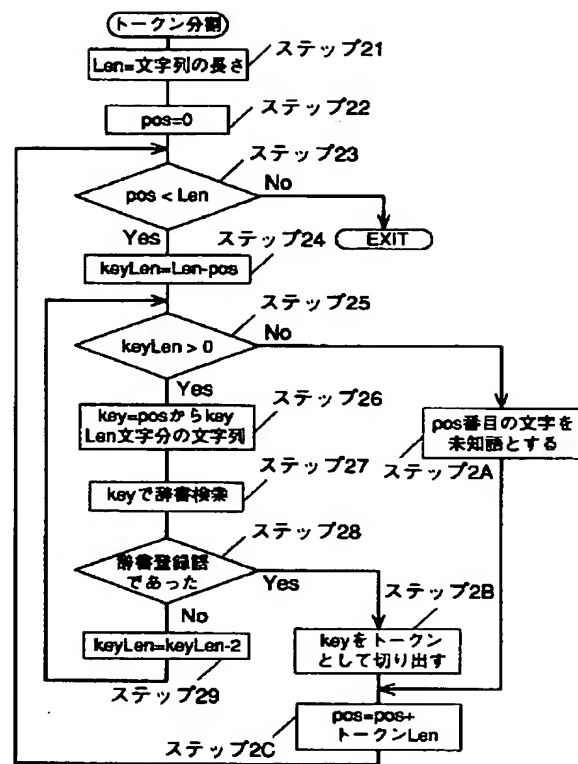 トークン分割
ステップ21
Len=文字列の長さ
ステップ22
pos=0
ステップ23
pos < Len
No
Yes
EXIT
ステップ24
keyLen=Len-pos
ステップ25
keyLen > 0
No
Yes
ステップ26
key=posからkey
Len文字分の文字列
pos番目の文字を
未知語とする
ステップ2A
ステップ27
keyで辞書検索
ステップ28
辞書登録語
であった
Yes
No
ステップ2B
keyをトークン
として切り出す
keyLen=keyLen-2
ステップ29
pos=pos+
トークンLen
ステップ2C